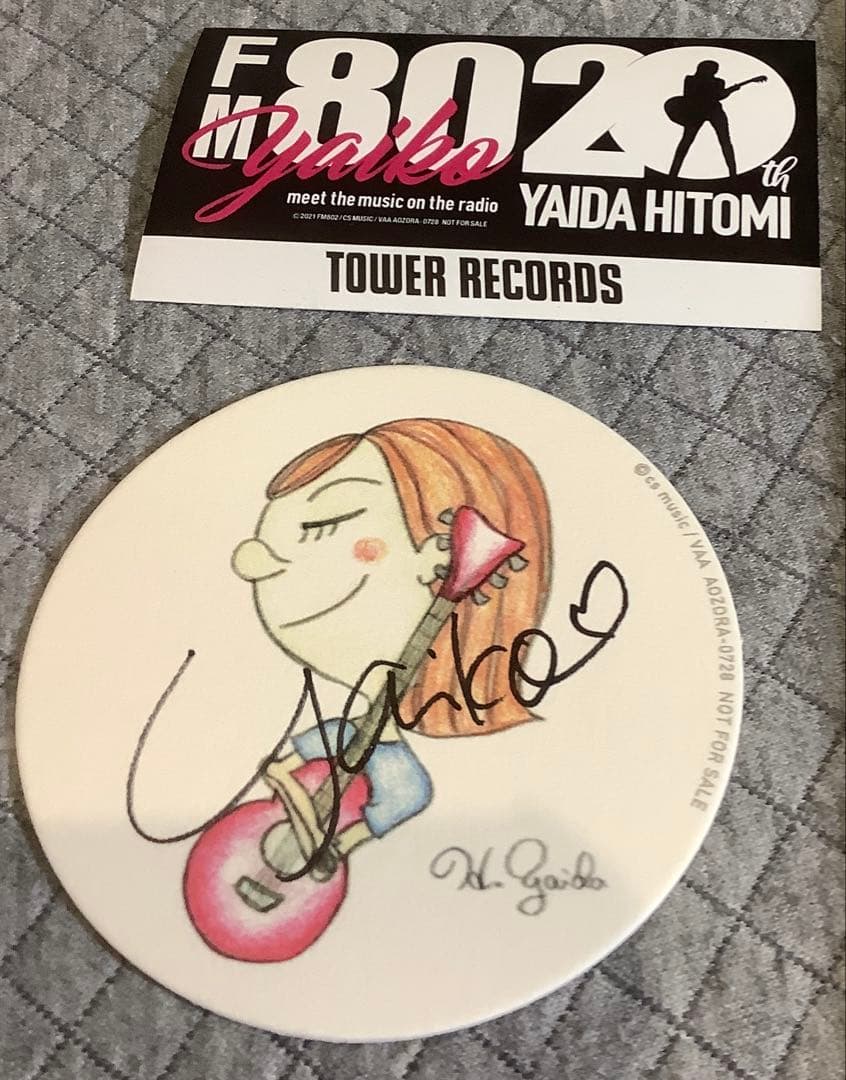 FM802 20th
yaiko
meet the music on the radio
© 2021 FM802 / CS MUSIC / VAA AOZORA-0728 NOT FOR SALE
YAIDA HITOMI
TOWER RECORDS
© cs music / VAA AOZORA-0728 NOT FOR SALE
yaiko
H. Yaida